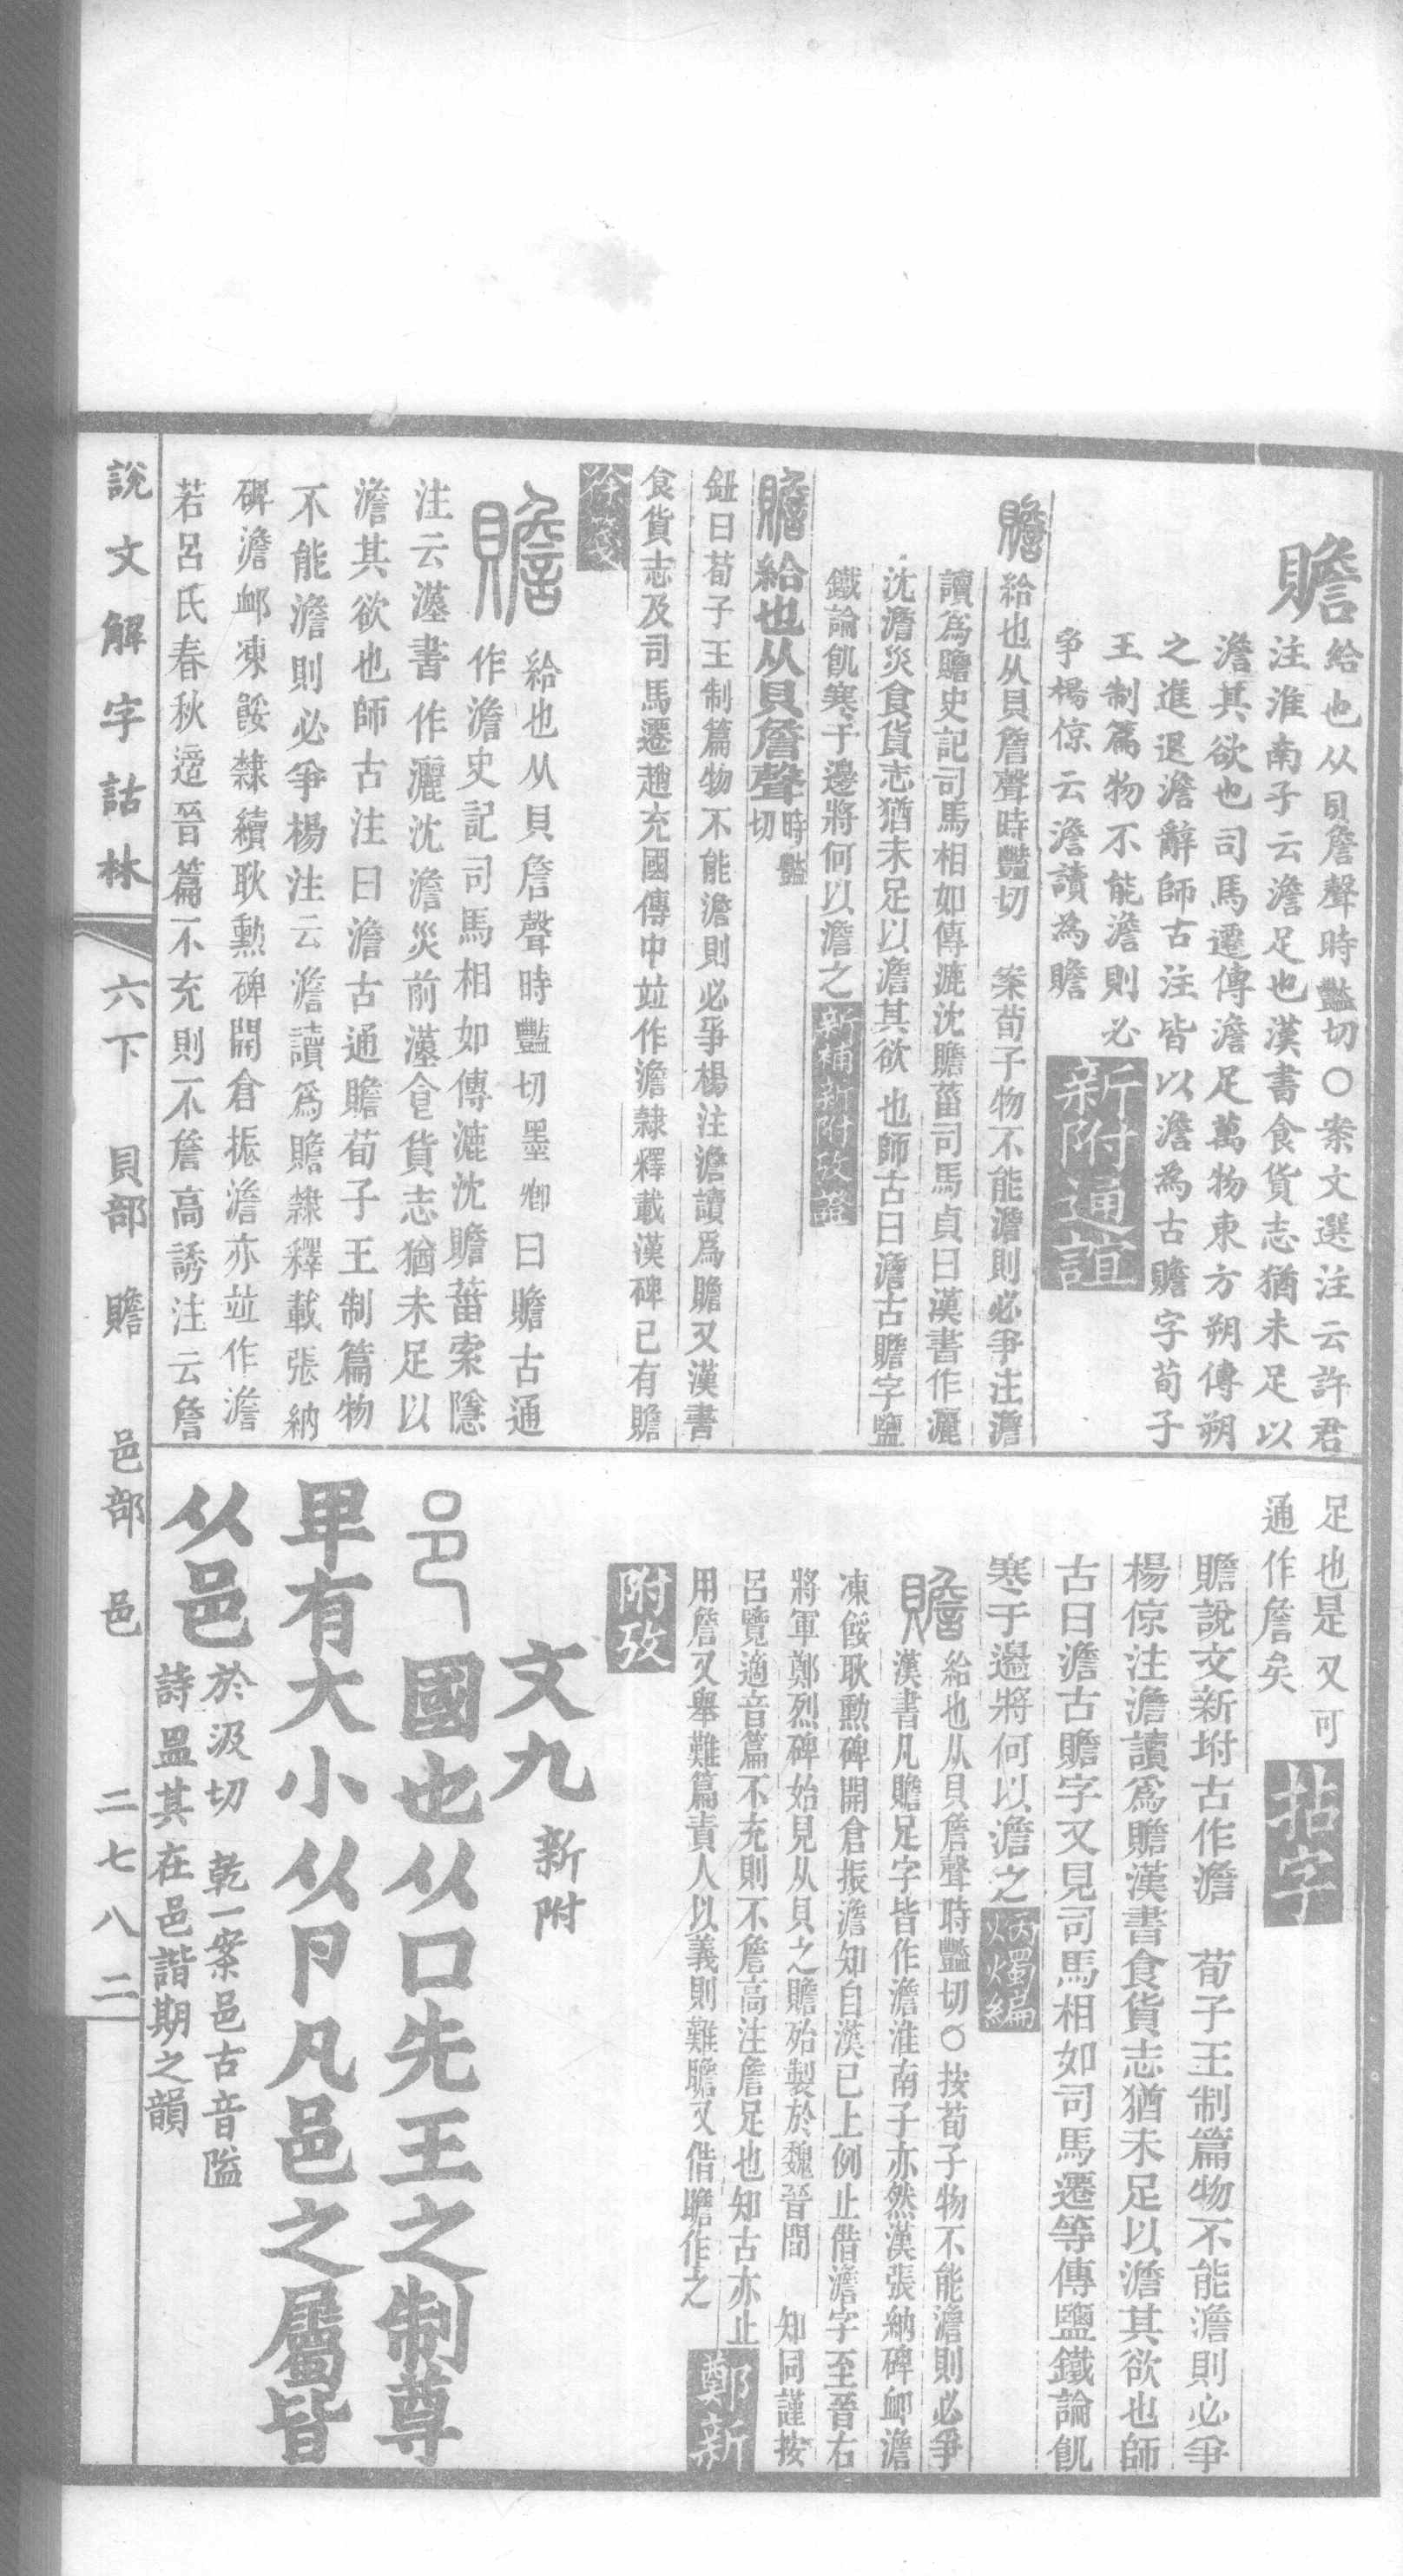 贍
給也从貝詹聲時豔切〇案文選注云許君
注淮南子云澹足也漢書食貨志猶未足以
澹其欲也司馬遷傳澹足萬物東方朔傳朔
之進退澹辭師古注皆以澹為古贍字荀子
王制篇物不能澹則必
爭楊倞云澹讀為贍
新附通誼
贍給也从貝詹聲時豔切　案荀子物不能澹則必爭注澹
讀爲贍史記司馬相如傳漉沈贍菑司馬貞曰漢書作灑
沈澹災食貨志猶未足以澹其欲也師古曰澹古贍字鹽
鐵論飢寒于邊將何以澹之
新補新附攷證
贍給也从貝詹聲時豔切
鈕曰荀子王制篇物不能澹則必爭楊注澹讀爲贍又漢書
食貨志及司馬遷趙充國傳中竝作澹隸釋載漢碑已有贍
徐箋
贍
給也从貝詹聲時豔切墨卿曰贍古通
作澹史記司馬相如傳漉沈贍菑索隱
注云漢書作灑沈澹災前漢食貨志猶未足以
澹其欲也師古注曰澹古通贍荀子王制篇物
不能澹則必爭楊注云澹讀爲贍隸釋載張納
碑澹卹凍餒隸續耿勳碑開倉振澹亦竝作澹
若呂氏春秋適音篇不充則不詹高誘注云詹
足也是又可
通作詹矣
拈字
贍說文新坿古作澹　荀子王制篇物不能澹則必爭
楊倞注澹讀爲贍漢書食貨志猶未足以澹其欲也師
古曰澹古贍字又見司馬相如司馬遷等傳鹽鐵論飢
寒于邊將何以澹之
炳燭編
贍
給也从貝詹聲時豔切〇按荀子物不能澹則必爭
漢書凡贍足字皆作澹淮南子亦然漢張納碑卹澹
凍餒耿勳碑開倉振澹知自漢已上例止借澹字至晉右
將軍鄭烈碑始見从貝之贍殆製於魏晉間　知同謹按
呂覽適音篇不充則不詹高注詹足也知古亦止
用詹又舉難篇責人以義則難贍又借瞻作之
鄭新
附攷
文九新附
邑國也从口先王之制尊
卑有大小从卪凡邑之屬皆
从邑
於汲切　乾一案邑古音隘
詩皿其在邑諧期之韻
說文解字詁林　六下　貝部　贍　邑部　邑　二七八二